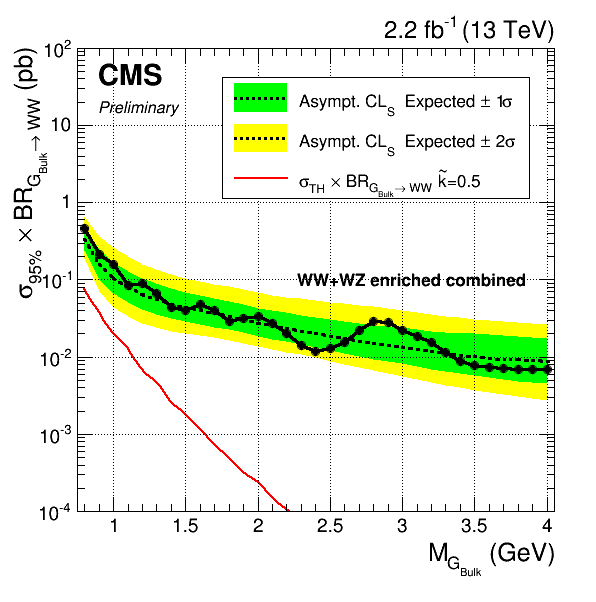 2.2 fb⁻¹ (13 TeV)
CMS
Preliminary
Asympt. CL_S Expected ± 1σ
Asympt. CL_S Expected ± 2σ
σ_TH × BR_G_Bulk→ WW k̃=0.5
WW+WZ enriched combined
σ_95% × BR_G_Bulk→ WW (pb)
10²
10
1
10⁻¹
10⁻²
10⁻³
10⁻⁴
1 1.5 2 2.5 3 3.5 4
M_G_Bulk (GeV)